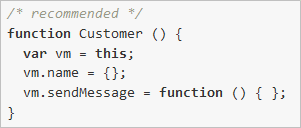 /* recommended */
function Customer () {
  var vm = this;
  vm.name = {};
  vm.sendMessage = function () { };
}